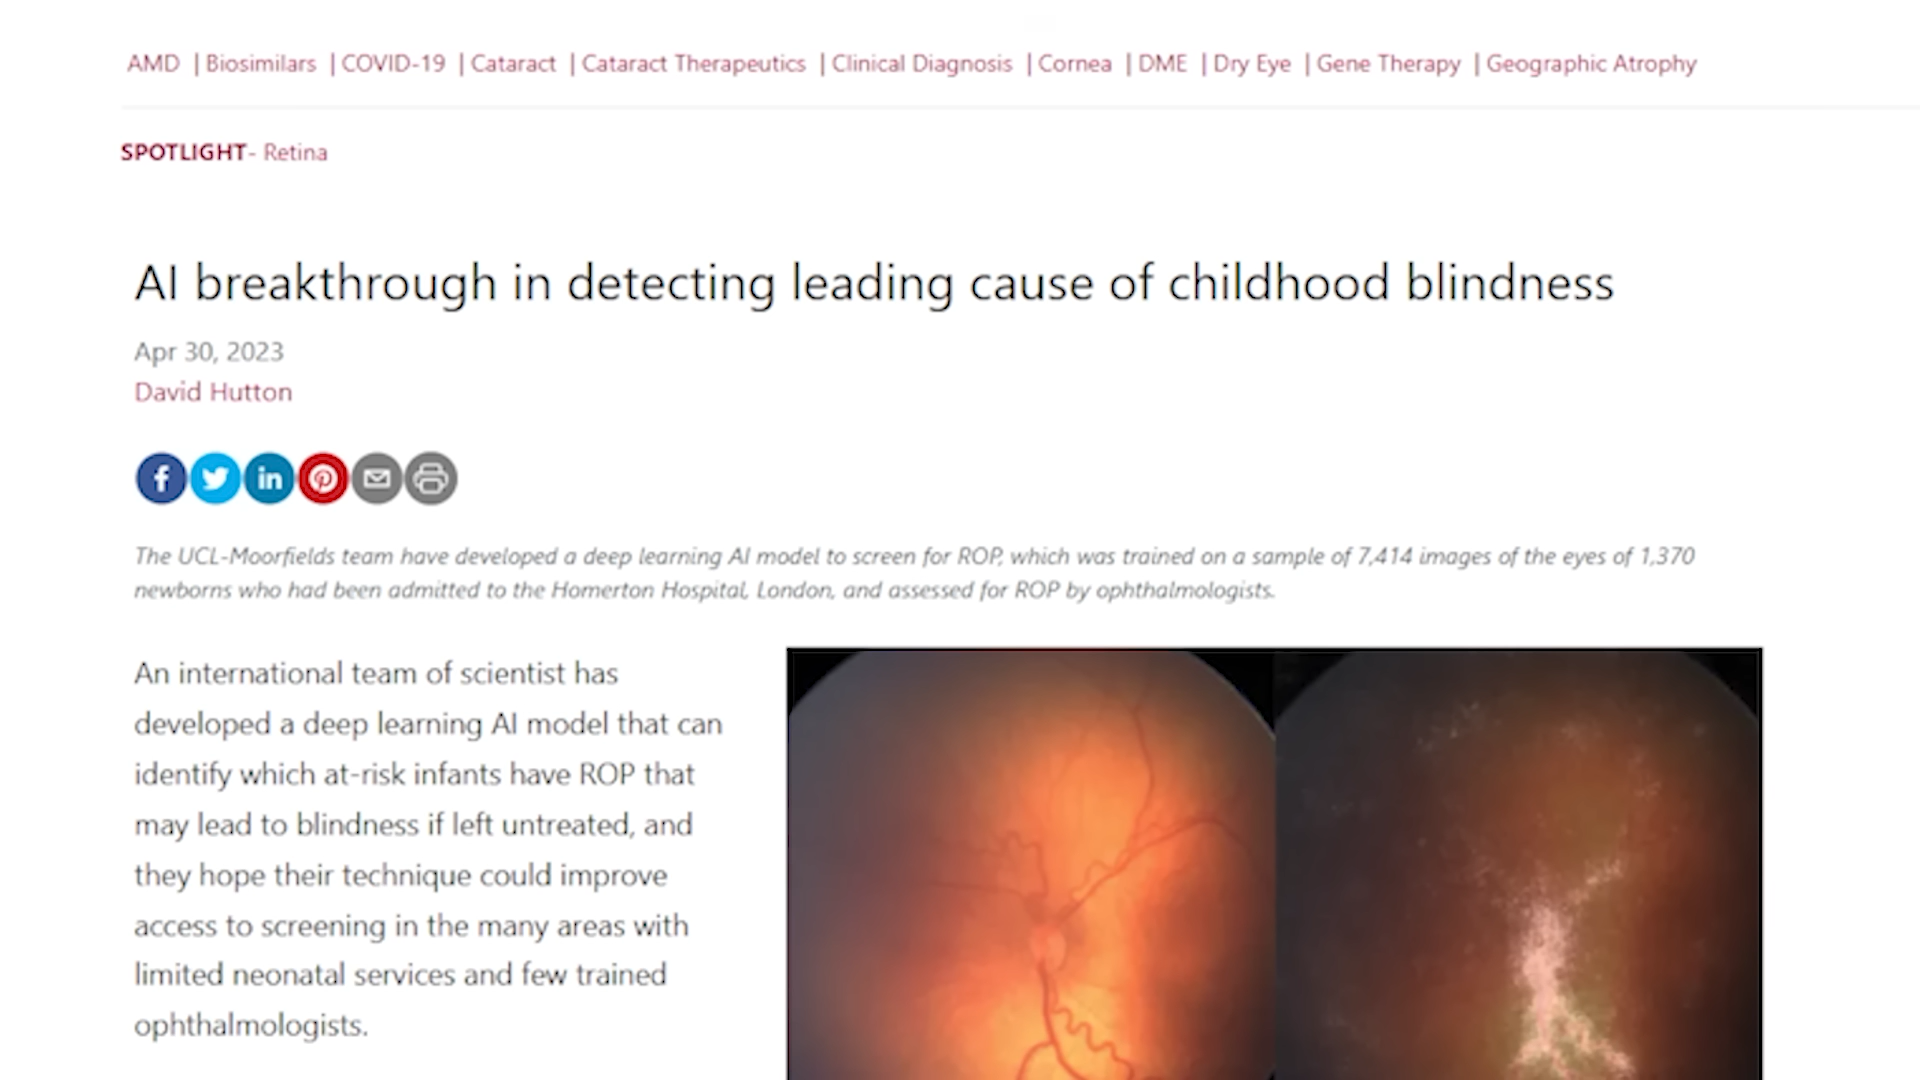 AMD | Biosimilars | COVID-19 | Cataract | Cataract Therapeutics | Clinical Diagnosis | Cornea | DME | Dry Eye | Gene Therapy | Geographic Atrophy
SPOTLIGHT- Retina
AI breakthrough in detecting leading cause of childhood blindness
Apr 30, 2023
David Hutton
The UCL-Moorfields team have developed a deep learning AI model to screen for ROP, which was trained on a sample of 7,414 images of the eyes of 1,370
newborns who had been admitted to the Homerton Hospital, London, and assessed for ROP by ophthalmologists.
An international team of scientist has
developed a deep learning AI model that can
identify which at-risk infants have ROP that
may lead to blindness if left untreated, and
they hope their technique could improve
access to screening in the many areas with
limited neonatal services and few trained
ophthalmologists.